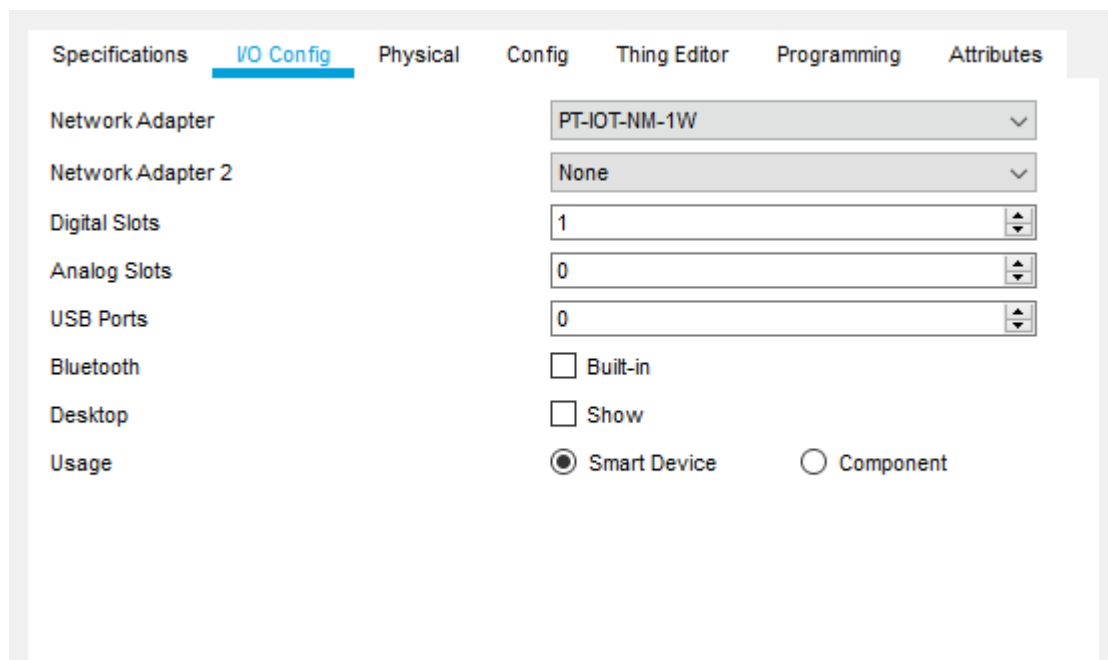 Specifications I/O Config Physical Config Thing Editor Programming Attributes
Network Adapter PT-IOT-NM-1W
Network Adapter 2 None
Digital Slots 1
Analog Slots 0
USB Ports 0
Bluetooth Built-in
Desktop Show
Usage Smart Device Component